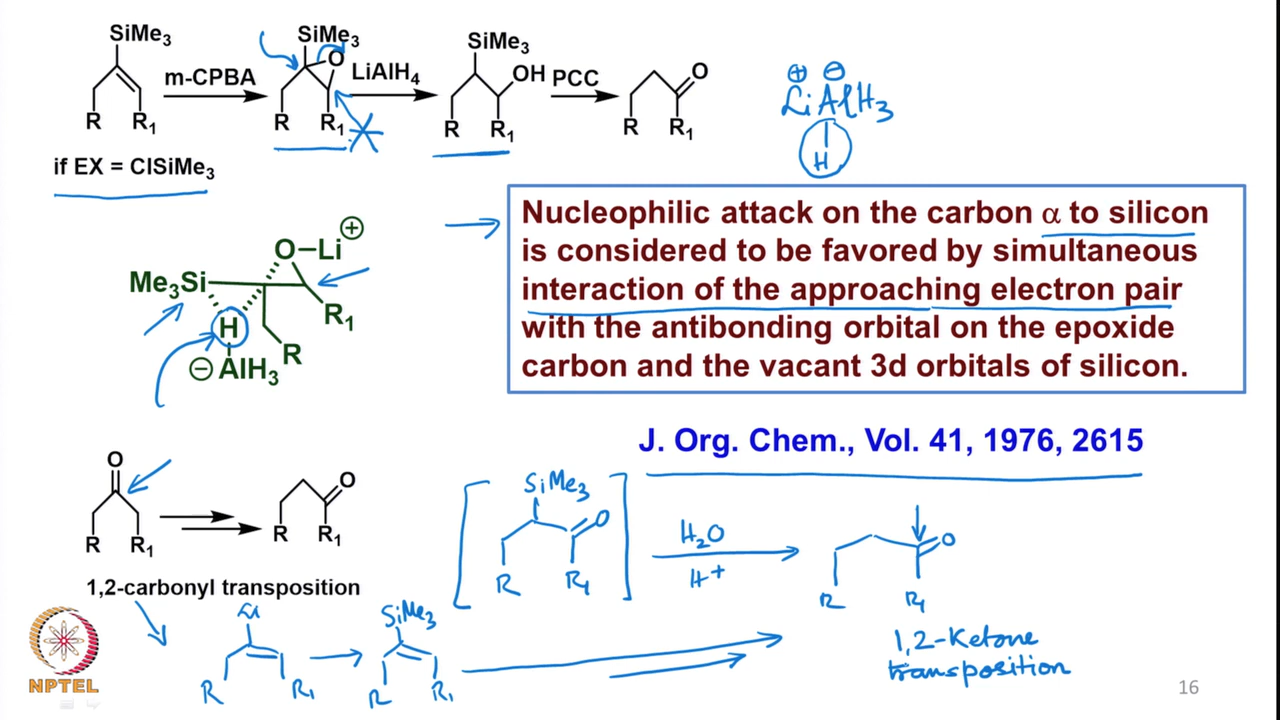 SiMe3
R R1
m-CPBA
SiMe3
O
R R1
LiAlH4
SiMe3
OH
R R1
PCC
O
R R1
⊕ ⊖
LiAlH3
H
if EX = ClSiMe3
Nucleophilic attack on the carbon α to silicon
is considered to be favored by simultaneous
interaction of the approaching electron pair
with the antibonding orbital on the epoxide
carbon and the vacant 3d orbitals of silicon.
⊕
O–Li
Me3Si
R1
H
R
⊖ AlH3
J. Org. Chem., Vol. 41, 1976, 2615
O
R R1
O
R R1
1,2-carbonyl transposition
SiMe3
O
R R1
H2O
H+
O
R R1
1,2-Ketone
transposition
Li
R R1
SiMe3
R R1
NPTEL
16